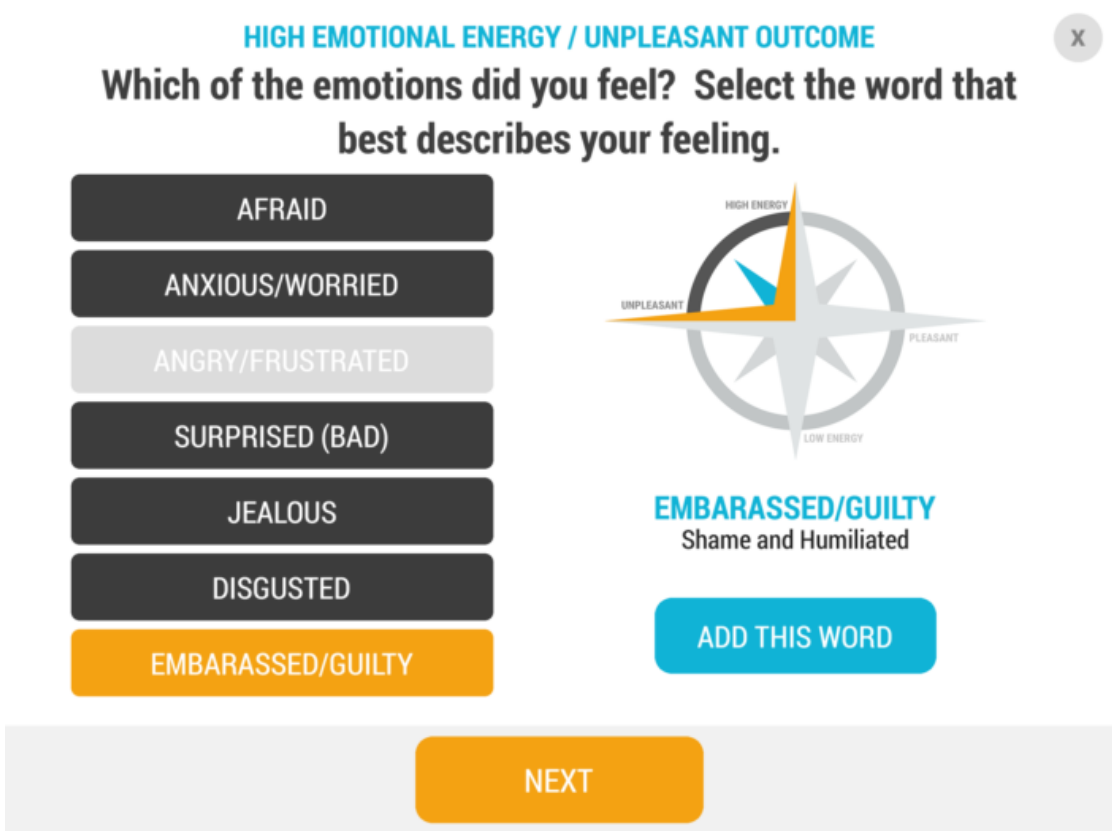 HIGH EMOTIONAL ENERGY / UNPLEASANT OUTCOME
X
Which of the emotions did you feel? Select the word that
best describes your feeling.
AFRAID
ANXIOUS/WORRIED
ANGRY/FRUSTRATED
SURPRISED (BAD)
JEALOUS
DISGUSTED
EMBARASSED/GUILTY
HIGH ENERGY
UNPLEASANT
PLEASANT
LOW ENERGY
EMBARASSED/GUILTY
Shame and Humiliated
ADD THIS WORD
NEXT